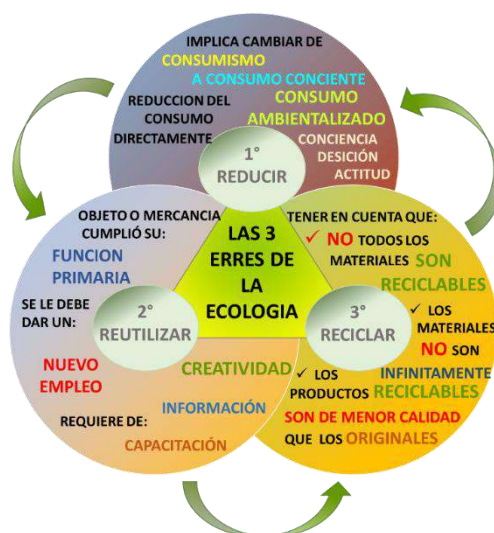 IMPLICA CAMBIAR DE
CONSUMISMO
A CONSUMO CONCIENTE
REDUCCION DEL
CONSUMO
DIRECTAMENTE
CONSUMO
AMBIENTALIZADO
CONCIENCIA
DESICIÓN
ACTITUD
1°
REDUCIR
LAS 3
ERRES DE
LA
ECOLOGIA
OBJETO O MERCANCIA
CUMPLIÓ SU:
FUNCION
PRIMARIA
SE LE DEBE
DAR UN:
2°
REUTILIZAR
NUEVO
EMPLEO
CREATIVIDAD
INFORMACIÓN
REQUIERE DE:
CAPACITACIÓN
TENER EN CUENTA QUE:
✓ NO TODOS LOS
MATERIALES SON
RECICLABLES
3°
RECICLAR
✓ LOS
MATERIALES
NO SON
INFINITAMENTE
RECICLABLES
✓ LOS
PRODUCTOS
SON DE MENOR CALIDAD
QUE LOS ORIGINALES